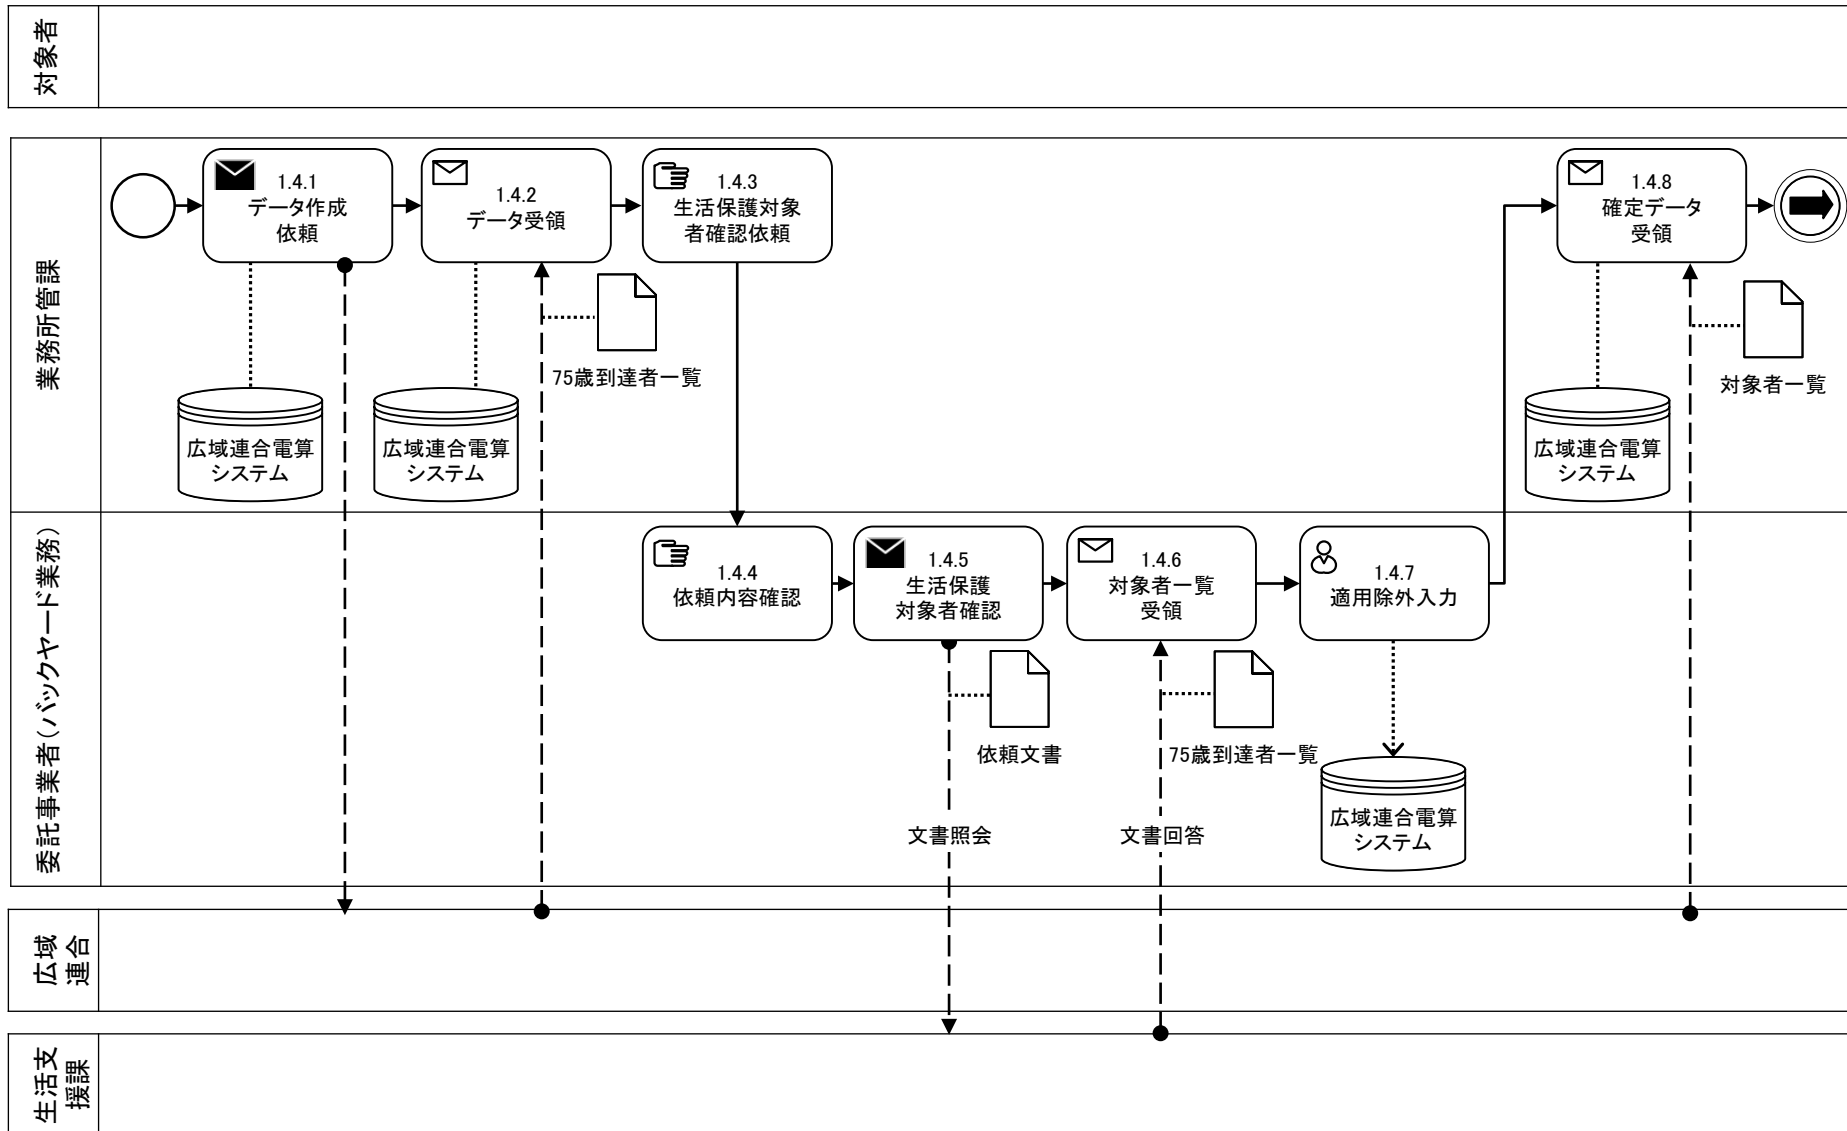 対象者
業務所管課
1.4.1
データ作成
依頼
1.4.2
データ受領
1.4.3
生活保護対象
者確認依頼
1.4.8
確定データ
受領
75歳到達者一覧
対象者一覧
広域連合電算
システム
広域連合電算
システム
広域連合電算
システム
委託事業者(バックヤード業務)
1.4.4
依頼内容確認
1.4.5
生活保護
対象者確認
1.4.6
対象者一覧
受領
1.4.7
適用除外入力
依頼文書
75歳到達者一覧
文書照会
文書回答
広域連合電算
システム
広域
連合
生活支
援課